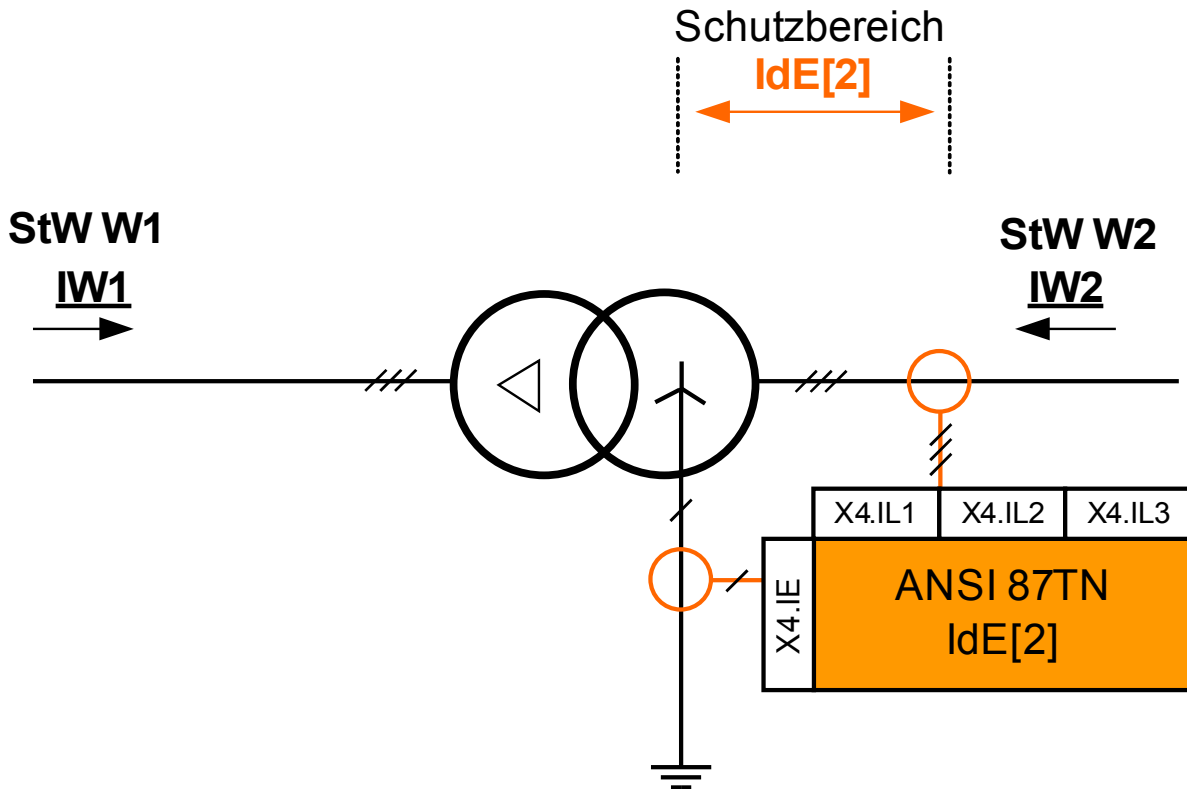 Schutzbereich
IdE[2]
StW W1
IW1
StW W2
IW2
X4.IL1
X4.IL2
X4.IL3
X4.IE
ANSI 87TN
IdE[2]